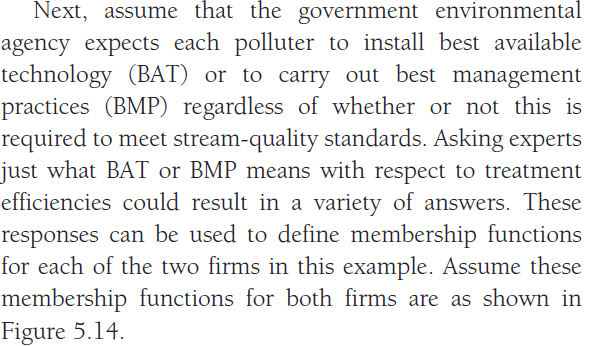 Next, assume that the government environmental
agency expects each polluter to install best available
technology (BAT) or to carry out best management
practices (BMP) regardless of whether or not this is
required to meet stream-quality standards. Asking experts
just what BAT or BMP means with respect to treatment
efficiencies could result in a variety of answers. These
responses can be used to define membership functions
for each of the two firms in this example. Assume these
membership functions for both firms are as shown in
Figure 5.14.